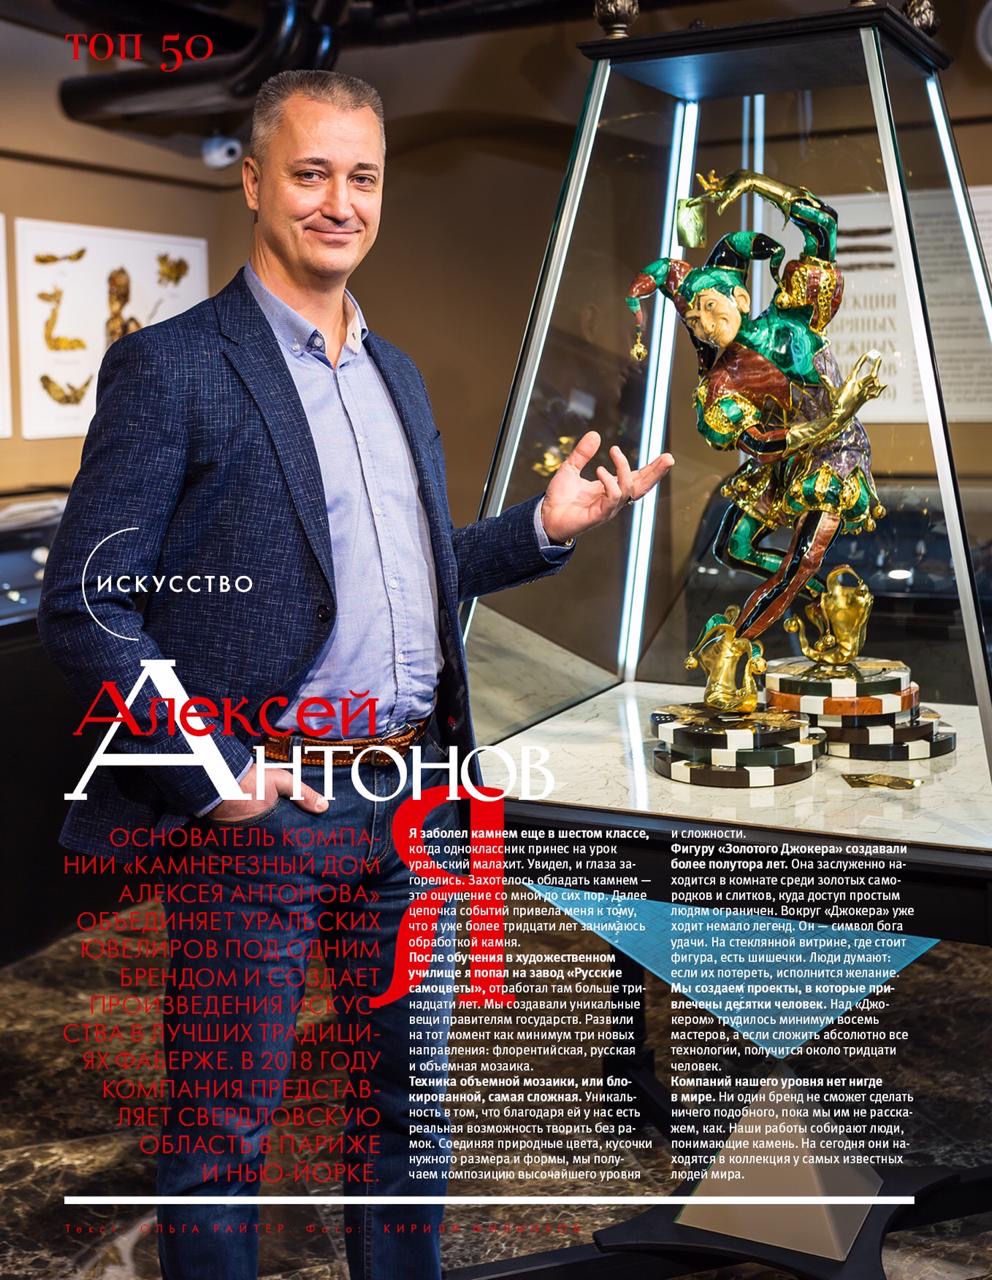 ТОП 50
ЕКЦИЯ
ИСКУССТВО
Алексей
Антонов
ОСНОВАТЕЛЬ КОМПА-
НИИ «КАМНЕРЕЗНЫЙ ДОМ
АЛЕКСЕЯ АНТОНОВА»
ОБЪЕДИНЯЕТ УРАЛЬСКИХ
ЮВЕЛИРОВ ПОД ОДНИМ
БРЕНДОМ И СОЗДАЕТ
ПРОИЗВЕДЕНИЯ ИСКУС-
СТВА В ЛУЧШИХ ТРАДИЦИ-
ЯХ ФАБЕРЖЕ. В 2018 ГОДУ
КОМПАНИЯ ПРЕДСТАВ-
ЛЯЕТ СВЕРДЛОВСКУЮ
ОБЛАСТЬ В ПАРИЖЕ
И НЬЮ-ЙОРКЕ.
Я
Я заболел камнем еще в шестом классе,
когда одноклассник принес на урок
уральский малахит. Увидел, и глаза за-
горелись. Захотелось обладать камнем —
это ощущение со мной до сих пор. Далее
цепочка событий привела меня к тому,
что я уже более тридцати лет занимаюсь
обработкой камня.
После обучения в художественном
училище я попал на завод «Русские
самоцветы», отработал там больше три-
надцати лет. Мы создавали уникальные
вещи правителям государств. Развили
на тот момент как минимум три новых
направления: флорентийская, русская
и объемная мозаика.
Техника объемной мозаики, или бло-
кированной, самая сложная. Уникаль-
ность в том, что благодаря ей у нас есть
реальная возможность творить без ра-
мок. Соединяя природные цвета, кусочки
нужного размера и формы, мы полу-
чаем композицию высочайшего уровня
и сложности.
Фигуру «Золотого Джокера» создавали
более полутора лет. Она заслуженно на-
ходится в комнате среди золотых само-
родков и слитков, куда доступ простым
людям ограничен. Вокруг «Джокера» уже
ходит немало легенд. Он — символ бога
удачи. На стеклянной витрине, где стоит
фигура, есть шишечки. Люди думают:
если их потереть, исполнится желание.
Мы создаем проекты, в которые при-
влечены десятки человек. Над «Джо-
кером» трудилось минимум восемь
мастеров, а если сложить абсолютно все
технологии, получится около тридцати
человек.
Компаний нашего уровня нет нигде
в мире. Ни один бренд не сможет сделать
ничего подобного, пока мы им не расска-
жем, как. Наши работы собирают люди,
понимающие камень. На сегодня они на-
ходятся в коллекция у самых известных
людей мира.
Текст: ОЛЬГА РАЙТЕР. Фото: